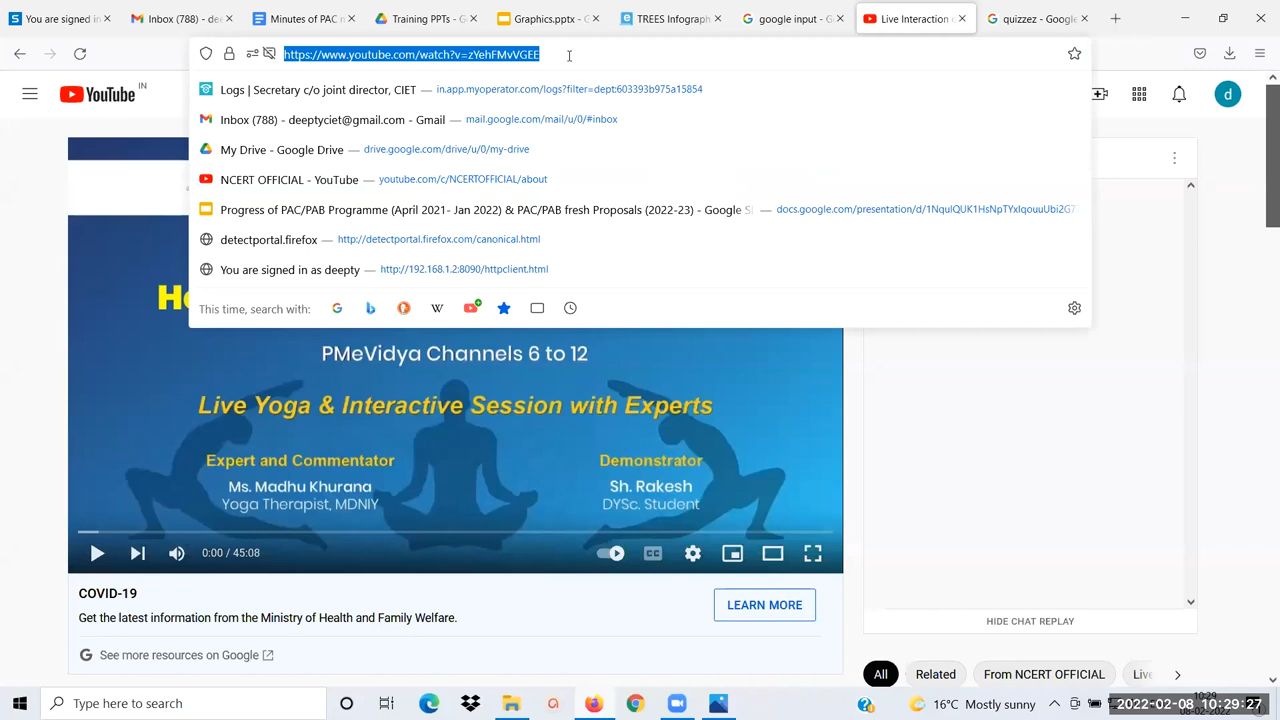 You are signed in as
Inbox (788) - dee
Minutes of PAC m
Training PPTs - G
Graphics.pptx - G
TREES Infograph
google input - G
Live Interaction
quizzez - Google
https://www.youtube.com/watch?v=zYehFMvVGEE
Logs | Secretary c/o joint director, CIET — in.app.myoperator.com/logs?filter=dept:603393b975a15854
YouTube IN
d
Inbox (788) - deeptyciet@gmail.com - Gmail — mail.google.com/mail/u/0/#inbox
My Drive - Google Drive — drive.google.com/drive/u/0/my-drive
NCERT OFFICIAL - YouTube — youtube.com/c/NCERTOFFICIAL/about
Progress of PAC/PAB Programme (April 2021- Jan 2022) & PAC/PAB fresh Proposals (2022-23) - Google
detectportal.firefox — http://detectportal.firefox.com/canonical.html
You are signed in as deepty — http://192.168.1.2:8090/httpclient.html
This time, search with:
PMeVidya Channels 6 to 12
Live Yoga & Interactive Session with Experts
Expert and Commentator
Ms. Madhu Khurana
Yoga Therapist, MDNIY
Demonstrator
Sh. Rakesh
DYSc. Student
0:00 / 45:08
COVID-19
Get the latest information from the Ministry of Health and Family Welfare.
LEARN MORE
See more resources on Google
HIDE CHAT REPLAY
All
Related
From NCERT OFFICIAL
Live
Type here to search
16°C Mostly sunny
10:29
2022-02-08 10:29:27